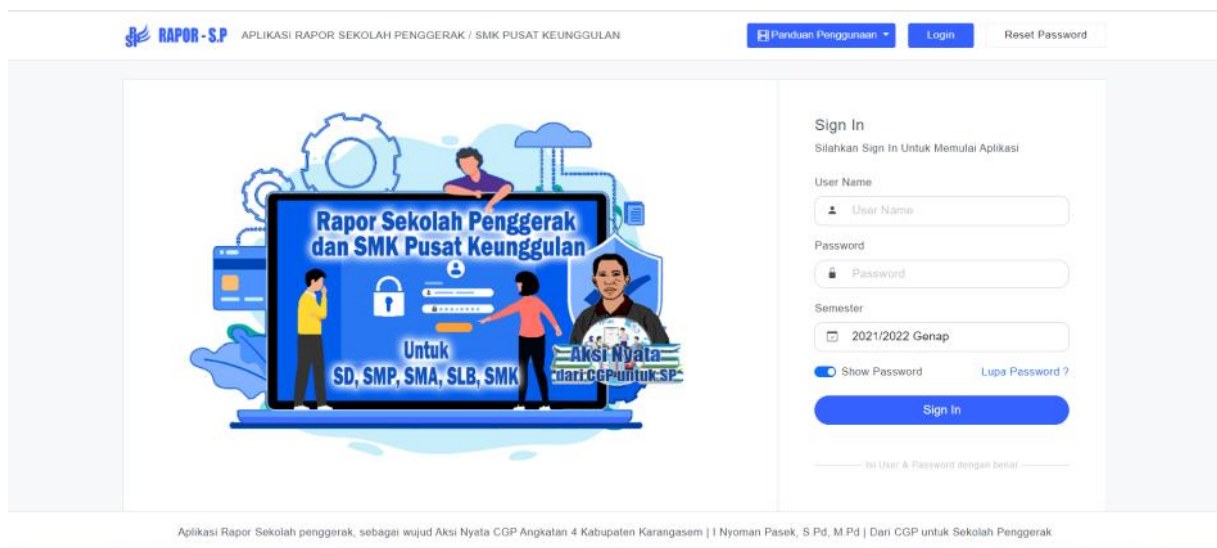 RAPOR - S.P APLIKASI RAPOR SEKOLAH PENGGERAK / SMK PUSAT KEUNGGULAN
Panduan Penggunaan
Login
Reset Password
Rapor Sekolah Penggerak
dan SMK Pusat Keunggulan
Untuk
SD, SMP, SMA, SLB, SMK
Aksi Nyata
dari CGP untuk SP
Sign In
Silahkan Sign In Untuk Memulai Aplikasi
User Name
User Name
Password
Password
Semester
2021/2022 Genap
Show Password
Lupa Password ?
Sign In
Isi User & Password dengan benar
Aplikasi Rapor Sekolah penggerak, sebagai wujud Aksi Nyata CGP Angkatan 4 Kabupaten Karangasem | I Nyoman Pasek, S.Pd, M.Pd | Dari CGP untuk Sekolah Penggerak